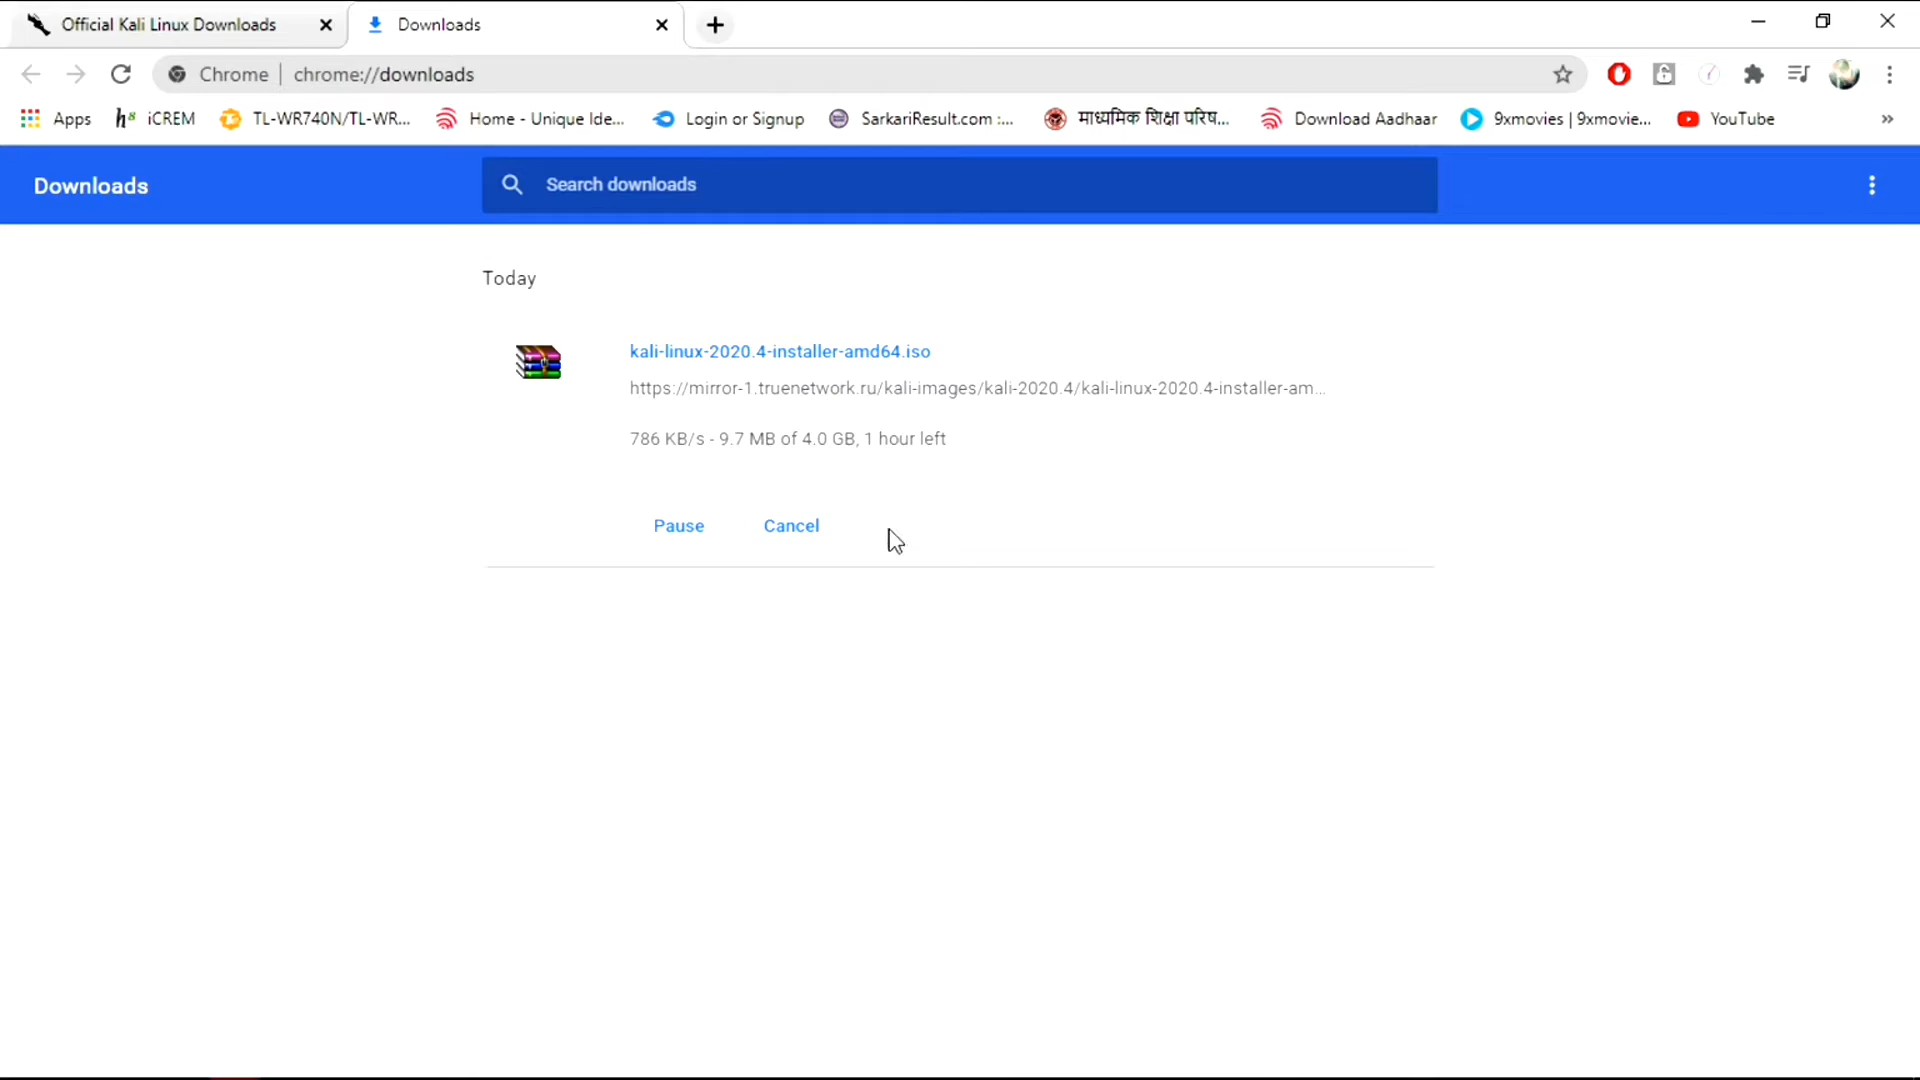 Official Kali Linux Downloads
Downloads
Chrome | chrome://downloads
Apps
h⁸ iCREM
TL-WR740N/TL-WR...
Home - Unique Ide...
Login or Signup
SarkariResult.com :...
माध्यमिक शिक्षा परिष...
Download Aadhaar
9xmovies | 9xmovie...
YouTube
»
Downloads
Search downloads
Today
kali-linux-2020.4-installer-amd64.iso
https://mirror-1.truenetwork.ru/kali-images/kali-2020.4/kali-linux-2020.4-installer-am...
786 KB/s - 9.7 MB of 4.0 GB, 1 hour left
Pause
Cancel